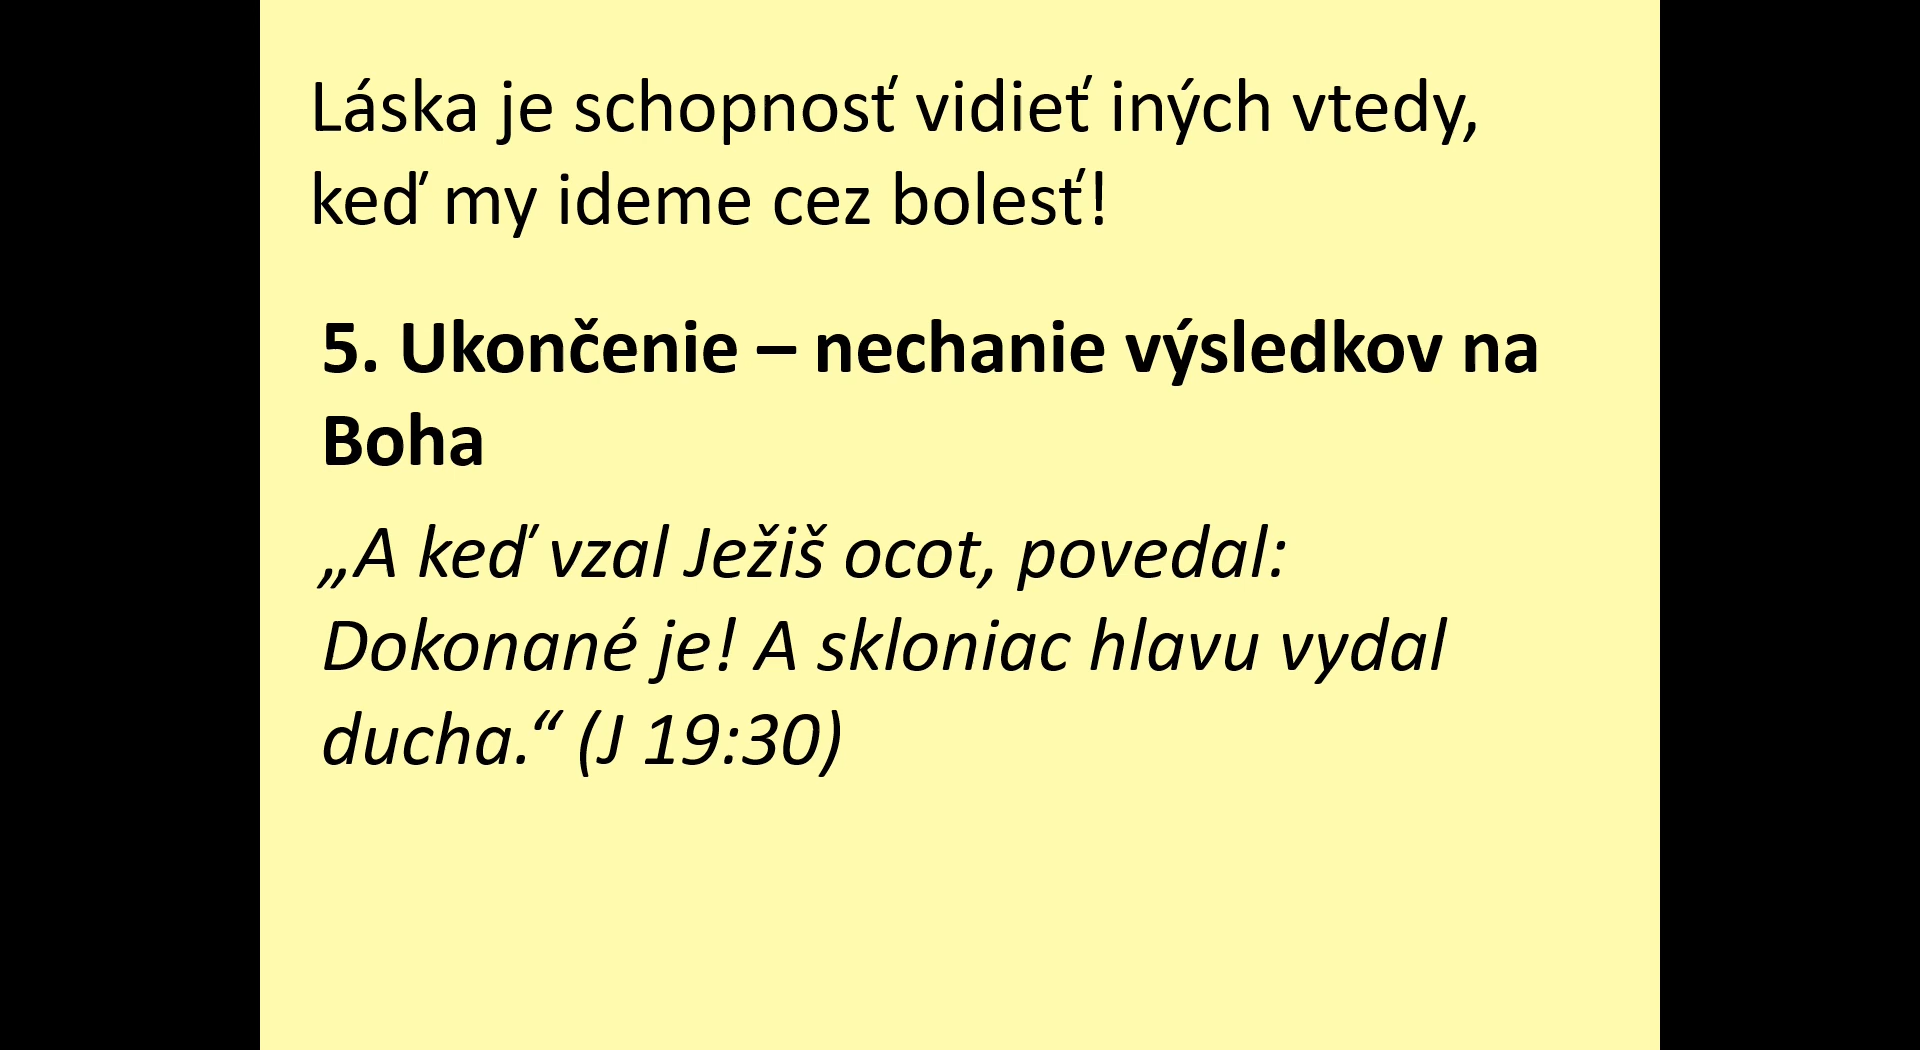 Láska je schopnosť vidieť iných vtedy,
keď my ideme cez bolesť!
5. Ukončenie – nechanie výsledkov na
Boha
„A keď vzal Ježiš ocot, povedal:
Dokonané je! A skloniac hlavu vydal
ducha.“ (J 19:30)